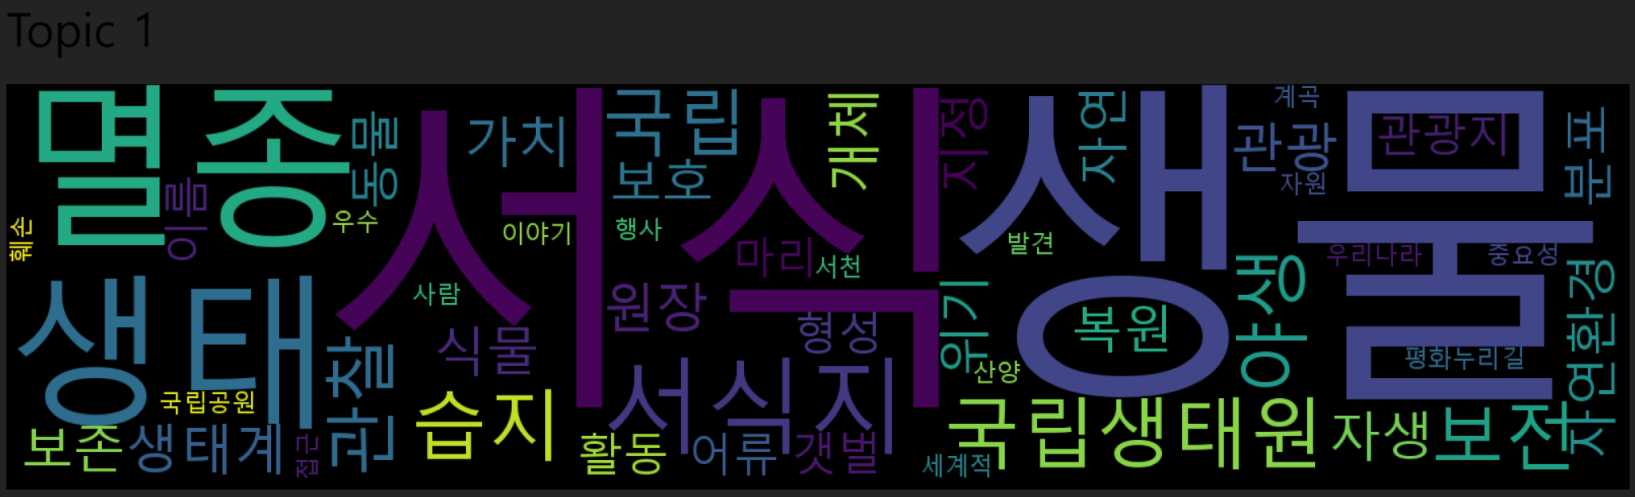 Topic 1
멸종
서식
생물
생태
동물
이름
우수
훼손
가치
국립
보호
이야기
행사
개체
지정
자연
계곡
관광
자원
관광지
분포
마리
서천
발견
우리나라
중요성
사람
원장
식물
형성
위기
복원
야생
산양
평화누리길
자연환경
국립공원
관찰
습지
서식지
보존
생태계
접근
활동
어류
갯벌
세계적
국립생태원
자생
보전